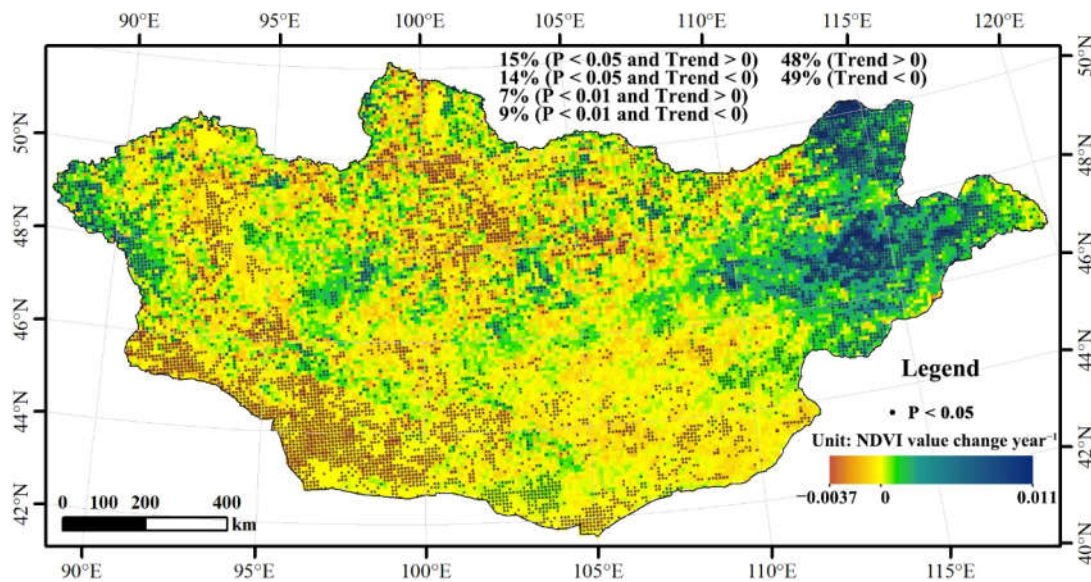 90°E 95°E 100°E 105°E 110°E 115°E 120°E
15% (P < 0.05 and Trend > 0) 48% (Trend > 0)
14% (P < 0.05 and Trend < 0) 49% (Trend < 0)
7% (P < 0.01 and Trend > 0)
9% (P < 0.01 and Trend < 0)
50°N
48°N
46°N
44°N
42°N
50°N
48°N
46°N
44°N
42°N
40°N
Legend
P < 0.05
Unit: NDVI value change year⁻¹
−0.0037 0 0.011
0 100 200 400
km
90°E 95°E 100°E 105°E 110°E 115°E